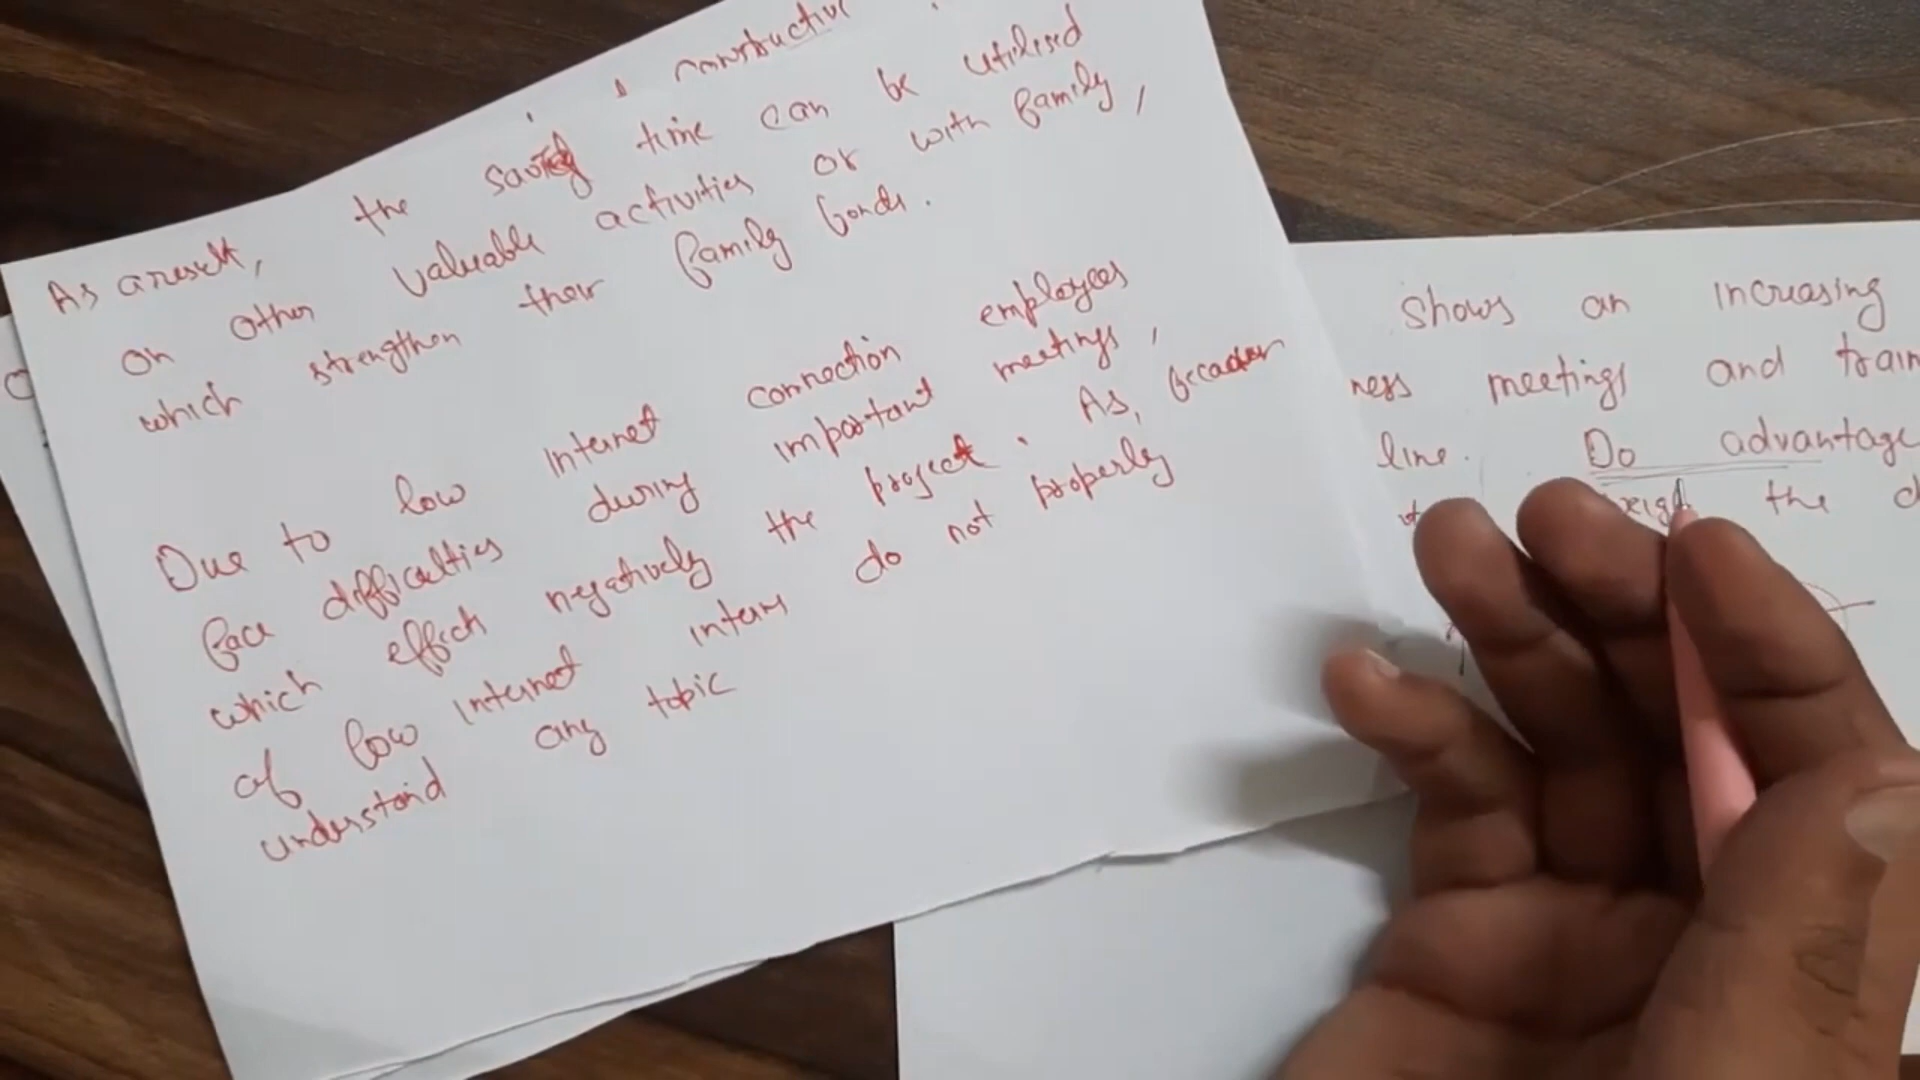 constructive
As a result, the saving time can be utilised
on other valuable activities or with family,
which strengthen their family bonds.
Due to low internet connection employees
face difficulties during important meetings,
which effect negatively the project. As, because
of low internet interns do not properly
understand any topic
shows an increasing
ness meetings and train
line. Do advantage
the d